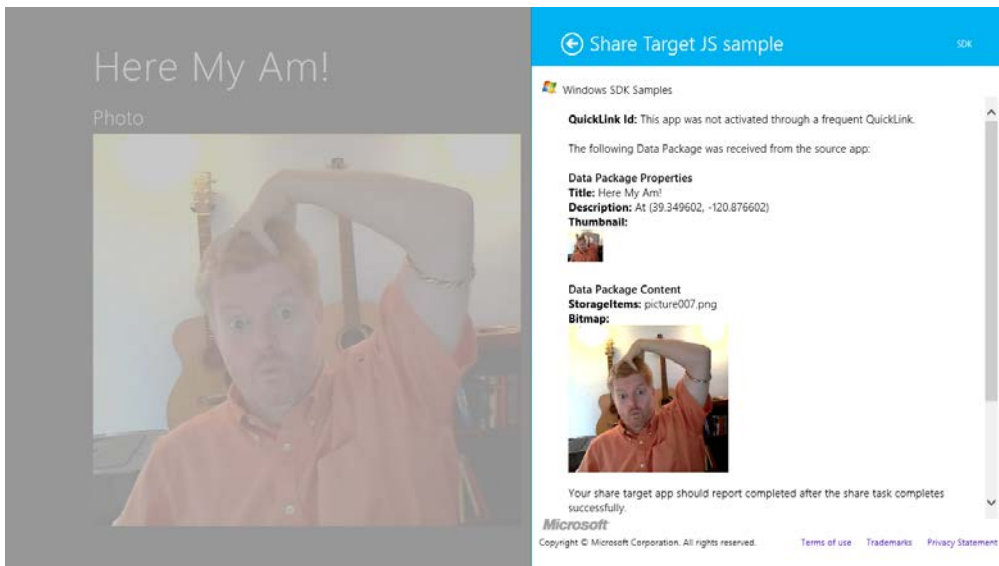 Here My Am!
Photo
Share Target JS sample
SDK
Windows SDK Samples
QuickLink Id: This app was not activated through a frequent QuickLink.
The following Data Package was received from the source app:
Data Package Properties
Title: Here My Am!
Description: At (39.349602, -120.876602)
Thumbnail:
Data Package Content
StorageItems: picture007.png
Bitmap:
Your share target app should report completed after the share task completes
successfully.
Microsoft
Copyright © Microsoft Corporation. All rights reserved. Terms of use Trademarks Privacy Statement